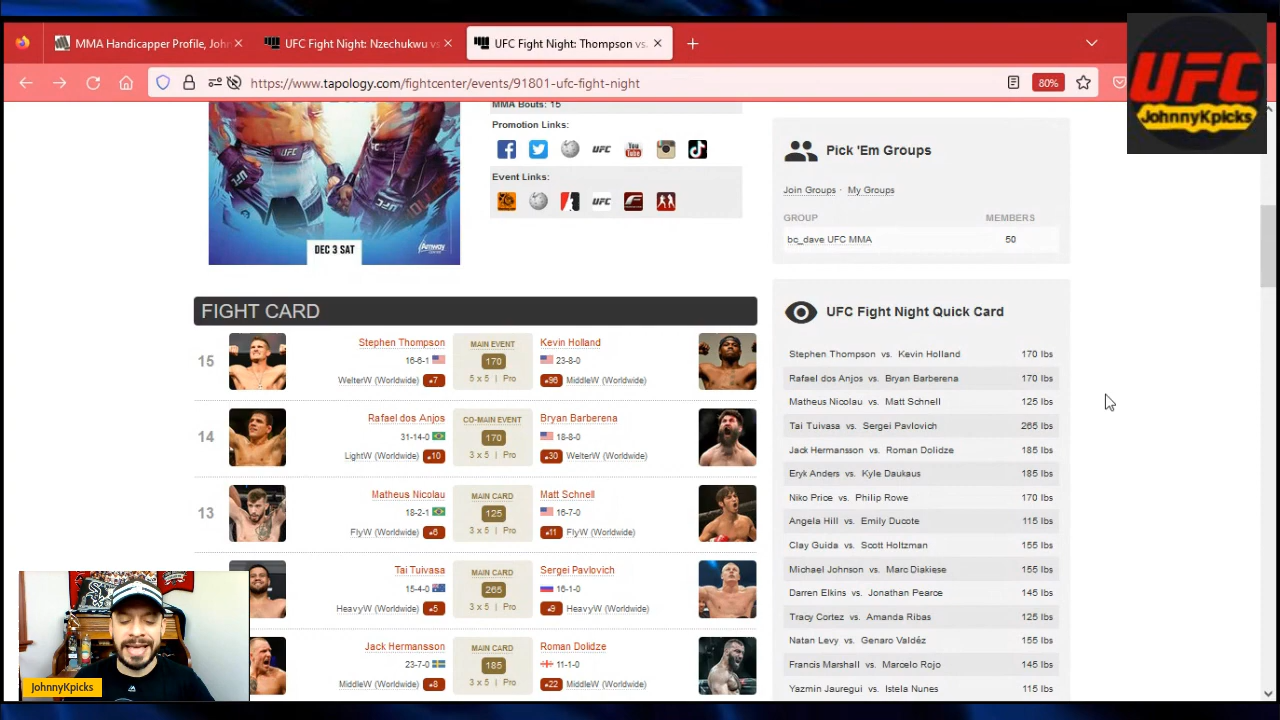 MMA Handicapper Profile, Joh
UFC Fight Night: Nzechukwu vs
UFC Fight Night: Thompson vs.
https://www.tapology.com/fightcenter/events/91801-ufc-fight-night
80%
UFC
JohnnyKpicks
MMA Bouts: 15
Promotion Links:
UFC
You Tube
Event Links:
UFC
UFC
UFC
DEC 3 SAT
Amway
Pick 'Em Groups
Join Groups · My Groups
GROUP MEMBERS
bc_dave UFC MMA 50
FIGHT CARD
15
Stephen Thompson
16-6-1
WelterW (Worldwide) 7
MAIN EVENT
170
5 x 5 | Pro
Kevin Holland
23-8-0
96 MiddleW (Worldwide)
14
Rafael dos Anjos
31-14-0
LightW (Worldwide) 10
CO-MAIN EVENT
170
3 x 5 | Pro
Bryan Barberena
18-8-0
30 WelterW (Worldwide)
13
Matheus Nicolau
18-2-1
FlyW (Worldwide) 6
MAIN CARD
125
3 x 5 | Pro
Matt Schnell
16-7-0
11 FlyW (Worldwide)
Tai Tuivasa
15-4-0
HeavyW (Worldwide) 5
MAIN CARD
265
3 x 5 | Pro
Sergei Pavlovich
16-1-0
9 HeavyW (Worldwide)
Jack Hermansson
23-7-0
MiddleW (Worldwide) 8
MAIN CARD
185
3 x 5 | Pro
Roman Dolidze
11-1-0
22 MiddleW (Worldwide)
UFC Fight Night Quick Card
Stephen Thompson vs. Kevin Holland 170 lbs
Rafael dos Anjos vs. Bryan Barberena 170 lbs
Matheus Nicolau vs. Matt Schnell 125 lbs
Tai Tuivasa vs. Sergei Pavlovich 265 lbs
Jack Hermansson vs. Roman Dolidze 185 lbs
Eryk Anders vs. Kyle Daukaus 185 lbs
Niko Price vs. Philip Rowe 170 lbs
Angela Hill vs. Emily Ducote 115 lbs
Clay Guida vs. Scott Holtzman 155 lbs
Michael Johnson vs. Marc Diakiese 155 lbs
Darren Elkins vs. Jonathan Pearce 145 lbs
Tracy Cortez vs. Amanda Ribas 125 lbs
Natan Levy vs. Genaro Valdéz 155 lbs
Francis Marshall vs. Marcelo Rojo 145 lbs
Yazmin Jauregui vs. Istela Nunes 115 lbs
JohnnyKpicks